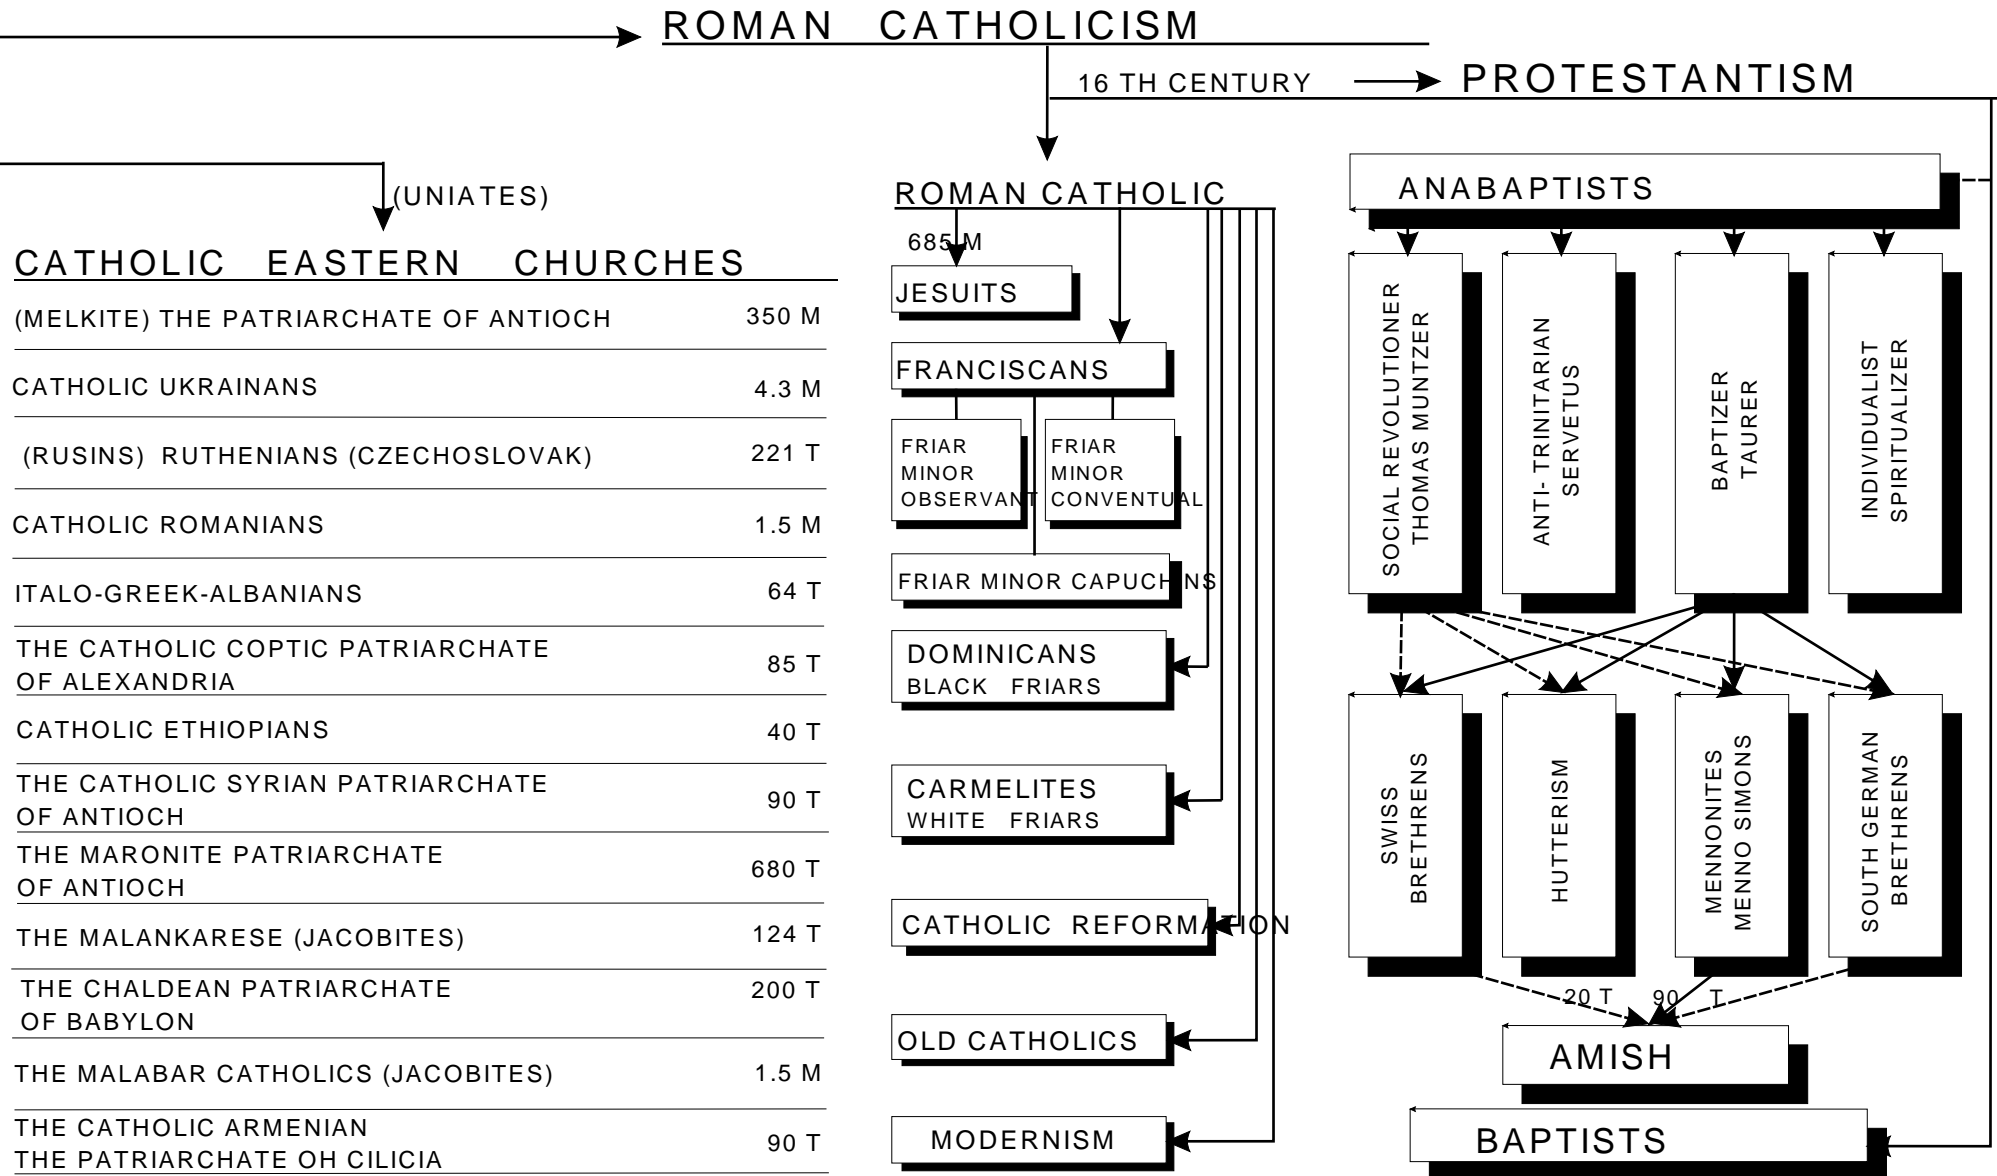 ROMAN CATHOLICISM
16 TH CENTURY
PROTESTANTISM
(UNIATES)
CATHOLIC EASTERN CHURCHES
(MELKITE) THE PATRIARCHATE OF ANTIOCH 350 M
CATHOLIC UKRAINANS 4.3 M
(RUSINS) RUTHENIANS (CZECHOSLOVAK) 221 T
CATHOLIC ROMANIANS 1.5 M
ITALO-GREEK-ALBANIANS 64 T
THE CATHOLIC COPTIC PATRIARCHATE
OF ALEXANDRIA 85 T
CATHOLIC ETHIOPIANS 40 T
THE CATHOLIC SYRIAN PATRIARCHATE
OF ANTIOCH 90 T
THE MARONITE PATRIARCHATE
OF ANTIOCH 680 T
THE MALANKARESE (JACOBITES) 124 T
THE CHALDEAN PATRIARCHATE 200 T
OF BABYLON
THE MALABAR CATHOLICS (JACOBITES) 1.5 M
THE CATHOLIC ARMENIAN
THE PATRIARCHATE OH CILICIA 90 T
ROMAN CATHOLIC
685 M
JESUITS
FRANCISCANS
FRIAR
MINOR
OBSERVANT
FRIAR
MINOR
CONVENTUAL
FRIAR MINOR CAPUCHINS
DOMINICANS
BLACK FRIARS
CARMELITES
WHITE FRIARS
CATHOLIC REFORMATION
OLD CATHOLICS
MODERNISM
ANABAPTISTS
SOCIAL REVOLUTIONER
THOMAS MUNTZER
ANTI- TRINITARIAN
SERVETUS
BAPTIZER
TAURER
INDIVIDUALIST
SPIRITUALIZER
SWISS
BRETHRENS
HUTTERISM
MENNONITES
MENNO SIMONS
SOUTH GERMAN
BRETHRENS
20 T 90 T
AMISH
BAPTISTS